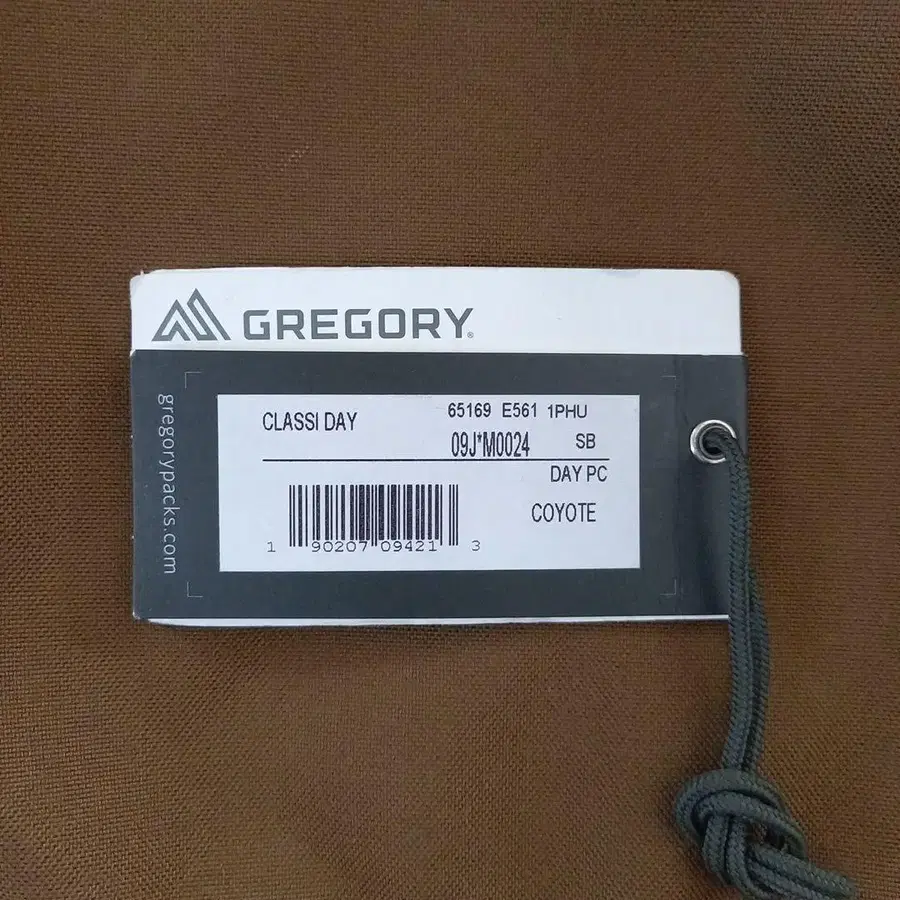 GREGORY®
gregorypacks.com
CLASSI DAY
65169 E561 1PHU
09J*M0024 SB
DAY PC
COYOTE
1 90207 09421 3